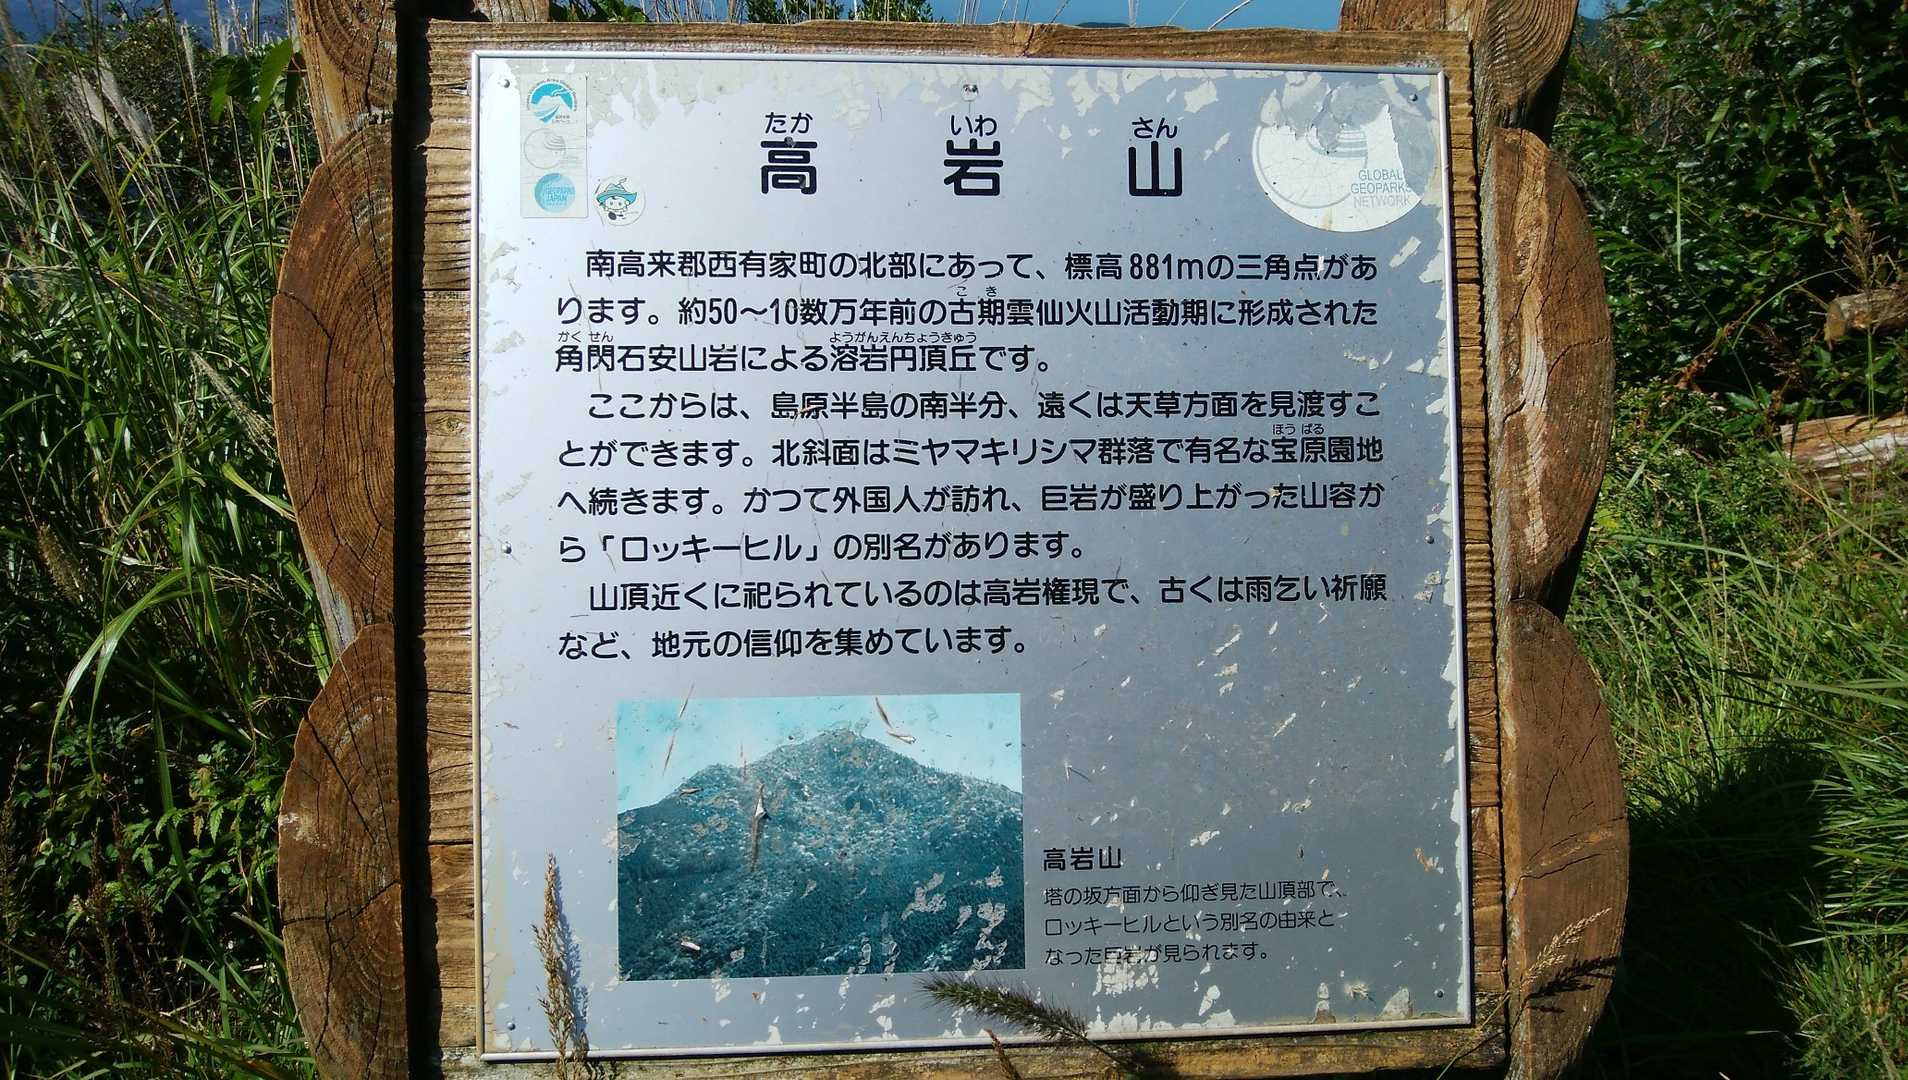 たか いわ さん
高 岩 山
GEOPARKS
JAPAN
GLOBAL
GEOPARKS
NETWORK
南高来郡西有家町の北部にあって、標高881mの三角点があ
ります。約50〜10数万年前の古期雲仙火山活動期に形成された
こ き
角閃石安山岩による溶岩円頂丘です。
かく せん ようがんえんちょうきゅう
ここからは、島原半島の南半分、遠くは天草方面を見渡すこ
とができます。北斜面はミヤマキリシマ群落で有名な宝原園地
ほう ばる
へ続きます。かつて外国人が訪れ、巨岩が盛り上がった山容か
ら「ロッキーヒル」の別名があります。
山頂近くに祀られているのは高岩権現で、古くは雨乞い祈願
など、地元の信仰を集めています。
高岩山
塔の坂方面から仰ぎ見た山頂部で、
ロッキーヒルという別名の由来と
なった巨岩が見られます。